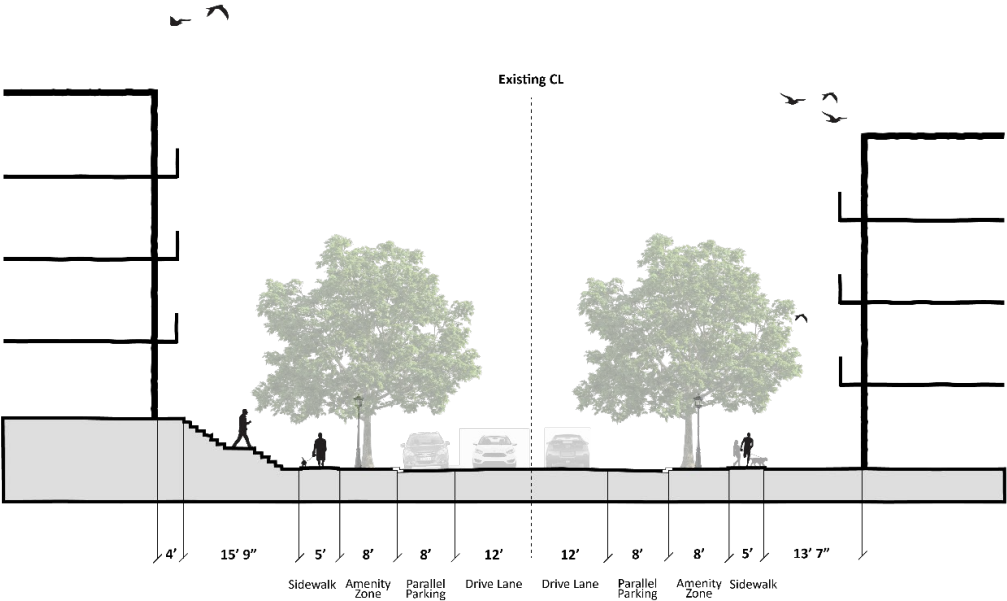 Existing CL
4’ 15’ 9” 5’ 8’ 8’ 12’ 12’ 8’ 8’ 5’ 13’ 7”
Sidewalk Amenity Parallel Drive Lane Drive Lane Parallel Amenity Sidewalk
Zone Parking Parking Zone